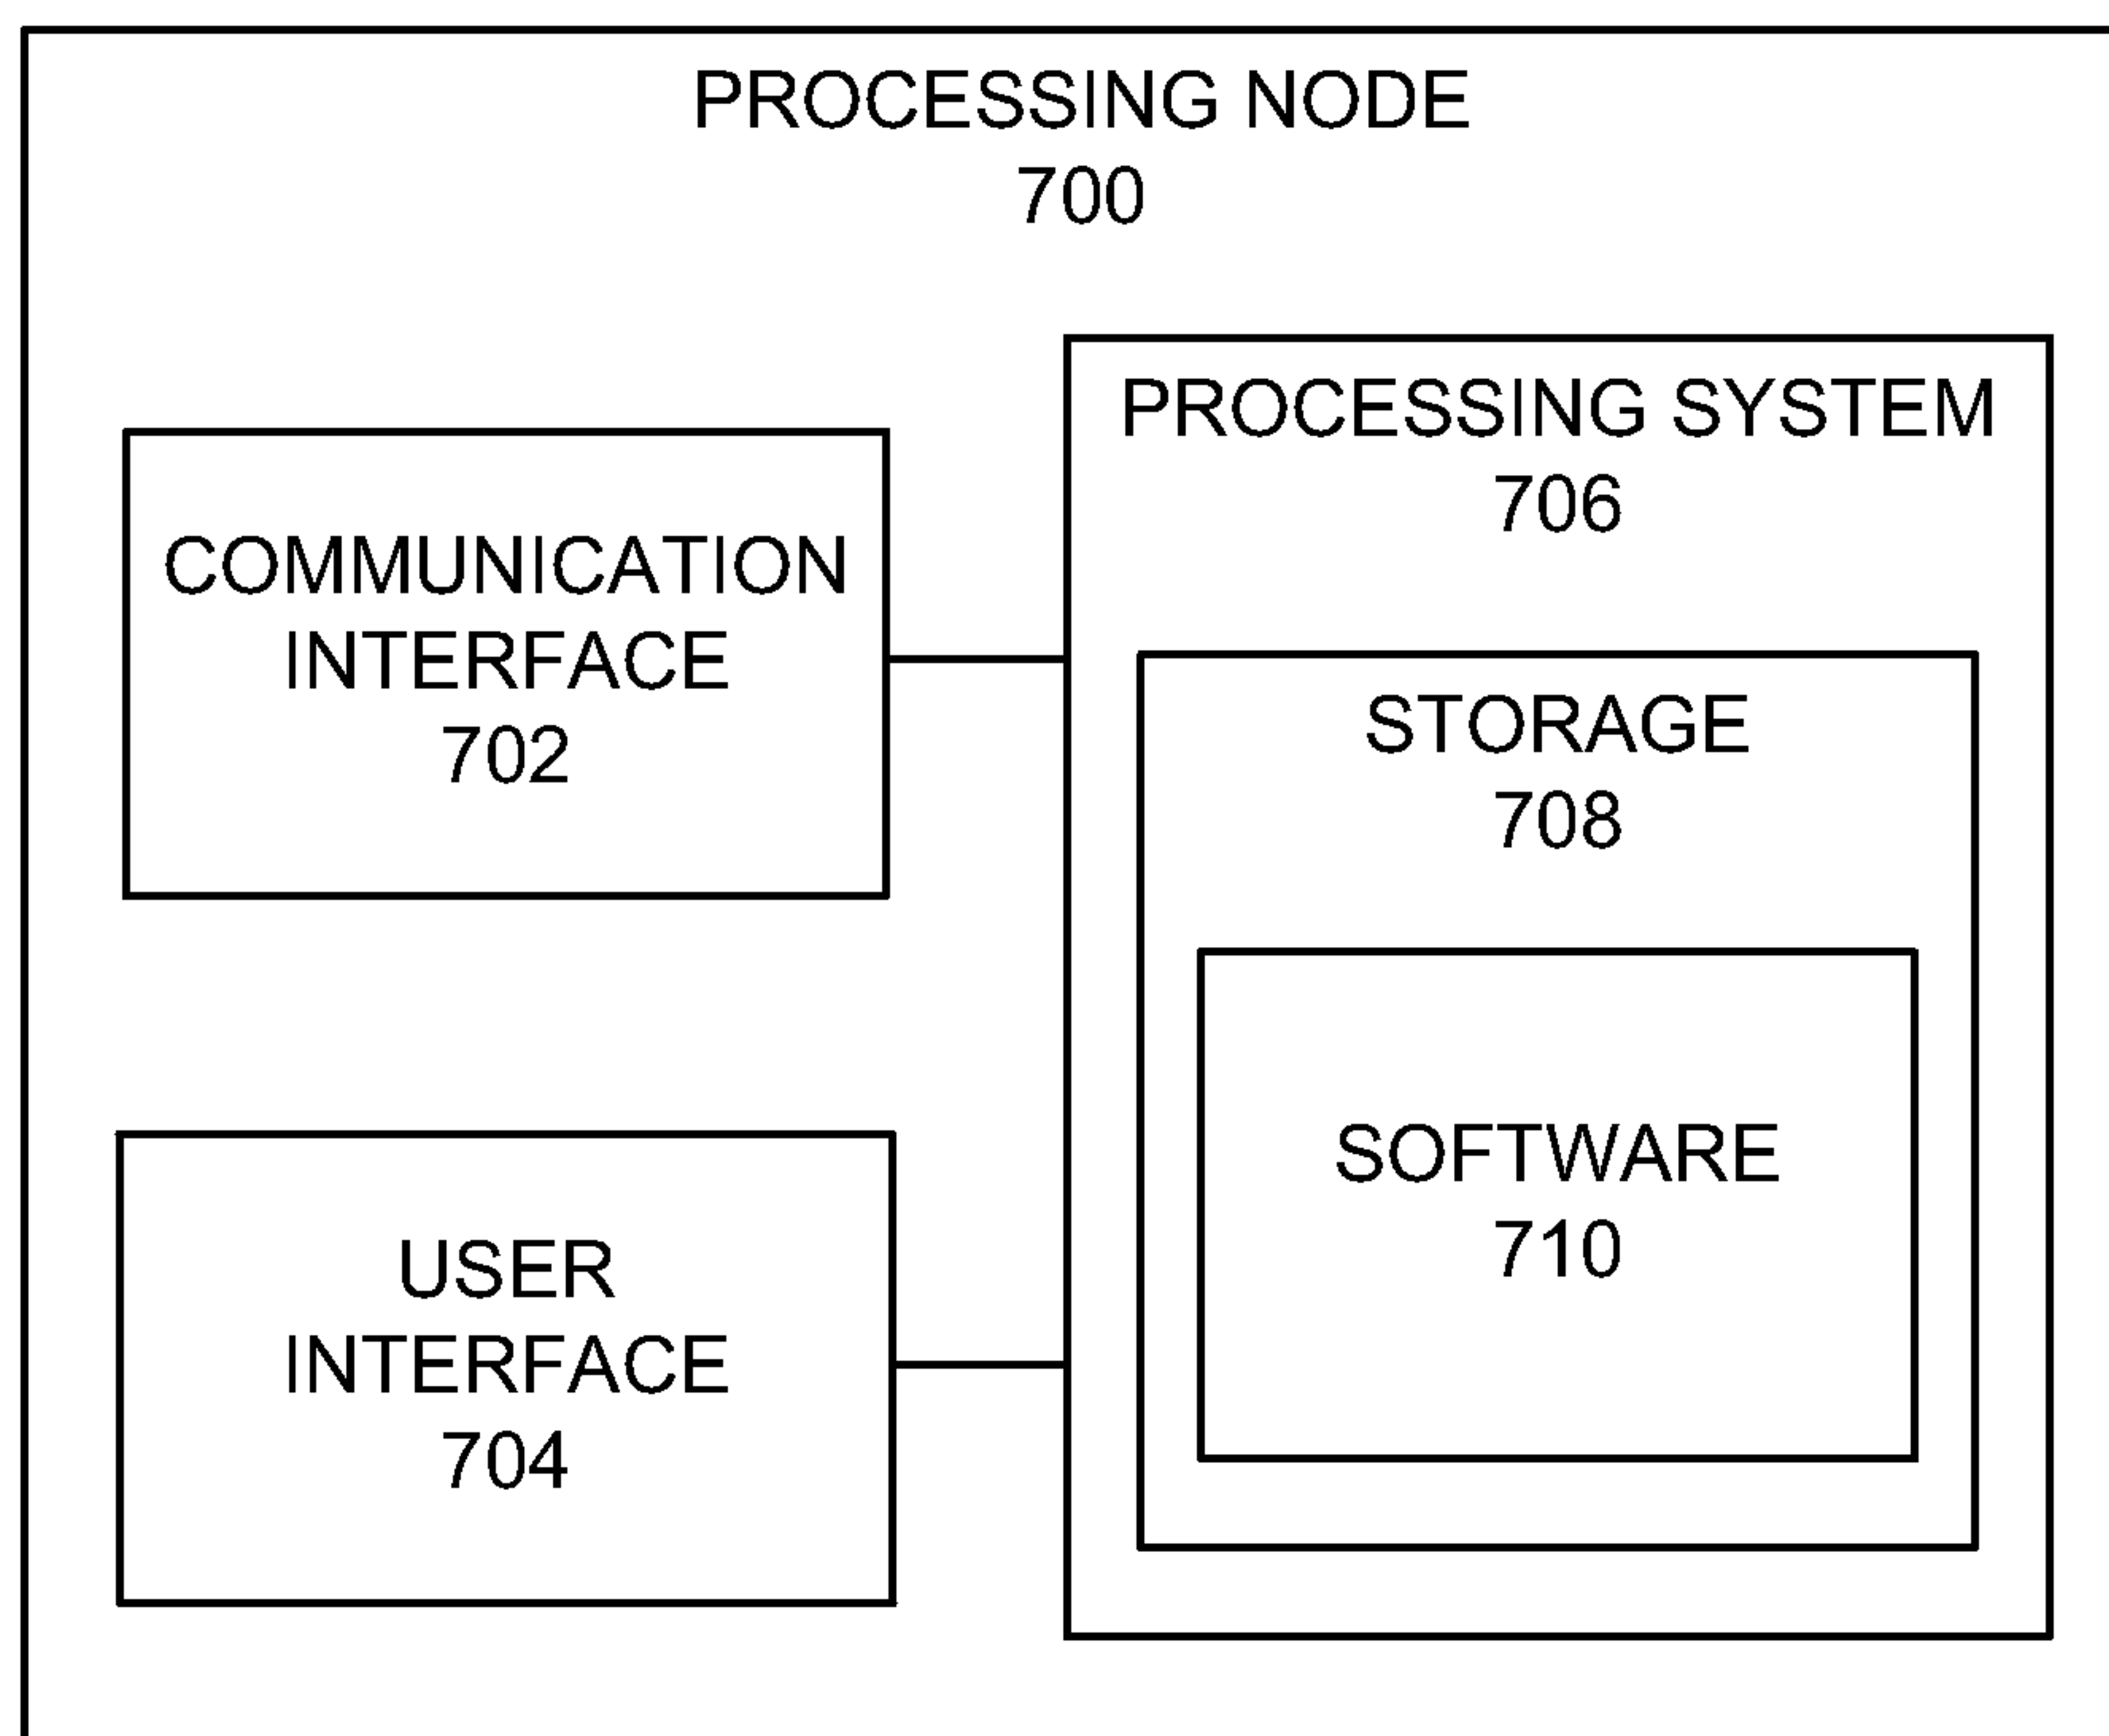 PROCESSING NODE
700
PROCESSING SYSTEM
706
COMMUNICATION
INTERFACE
702
STORAGE
708
SOFTWARE
710
USER
INTERFACE
704